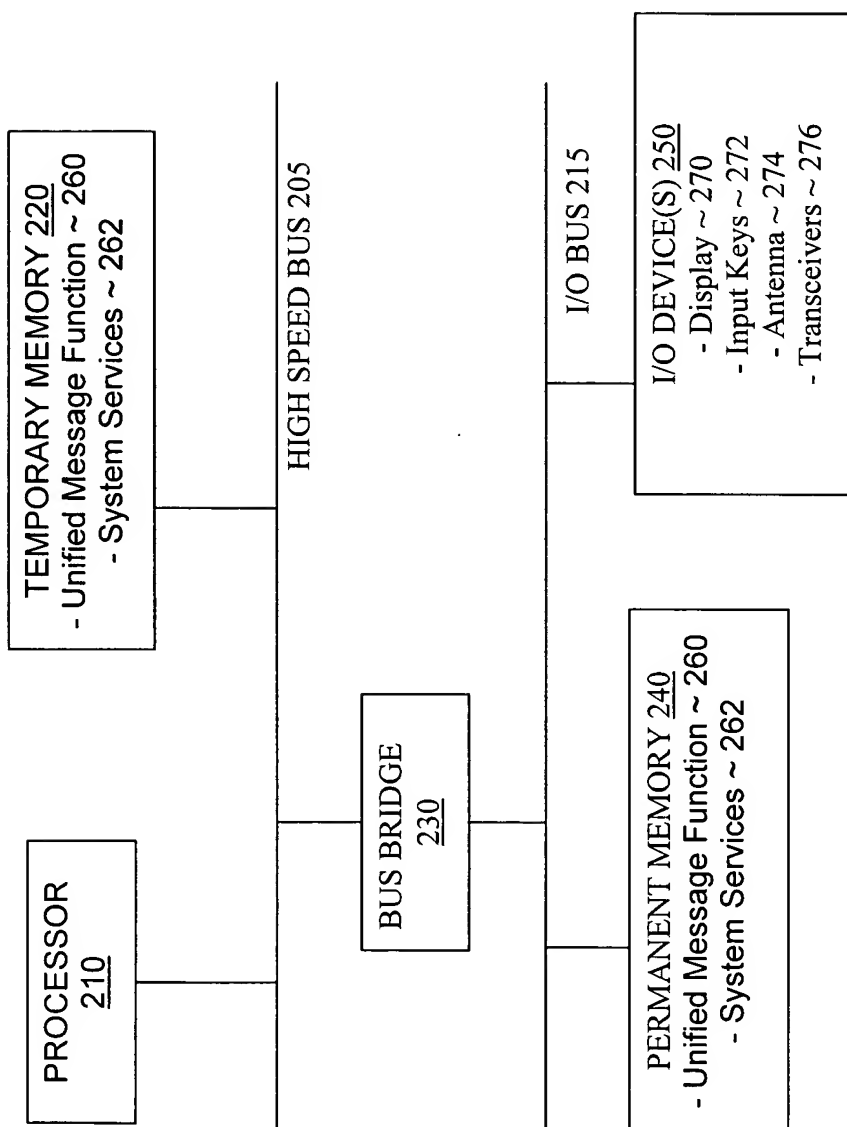 PROCESSOR
210
TEMPORARY MEMORY 220
- Unified Message Function ~ 260
- System Services ~ 262
HIGH SPEED BUS 205
BUS BRIDGE
230
I/O BUS 215
PERMANENT MEMORY 240
- Unified Message Function ~ 260
- System Services ~ 262
I/O DEVICE(S) 250
- Display ~ 270
- Input Keys ~ 272
- Antenna ~ 274
- Transceivers ~ 276